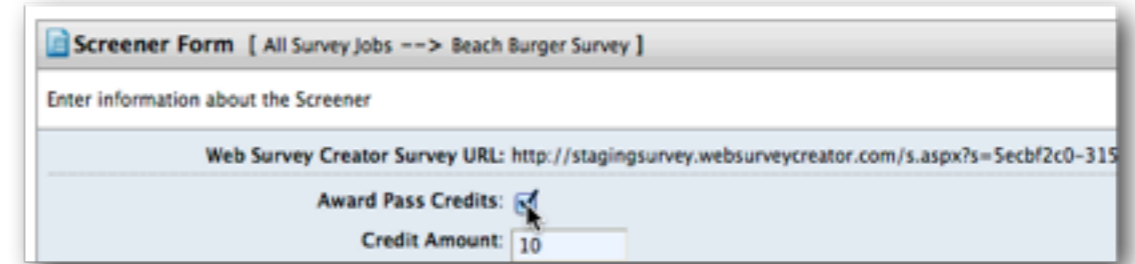 Screener Form [ All Survey Jobs --> Beach Burger Survey ]
Enter information about the Screener
Web Survey Creator Survey URL: http://stagingsurvey.websurveycreator.com/s.aspx?s=5ecbf2c0-315
Award Pass Credits:
Credit Amount: 10